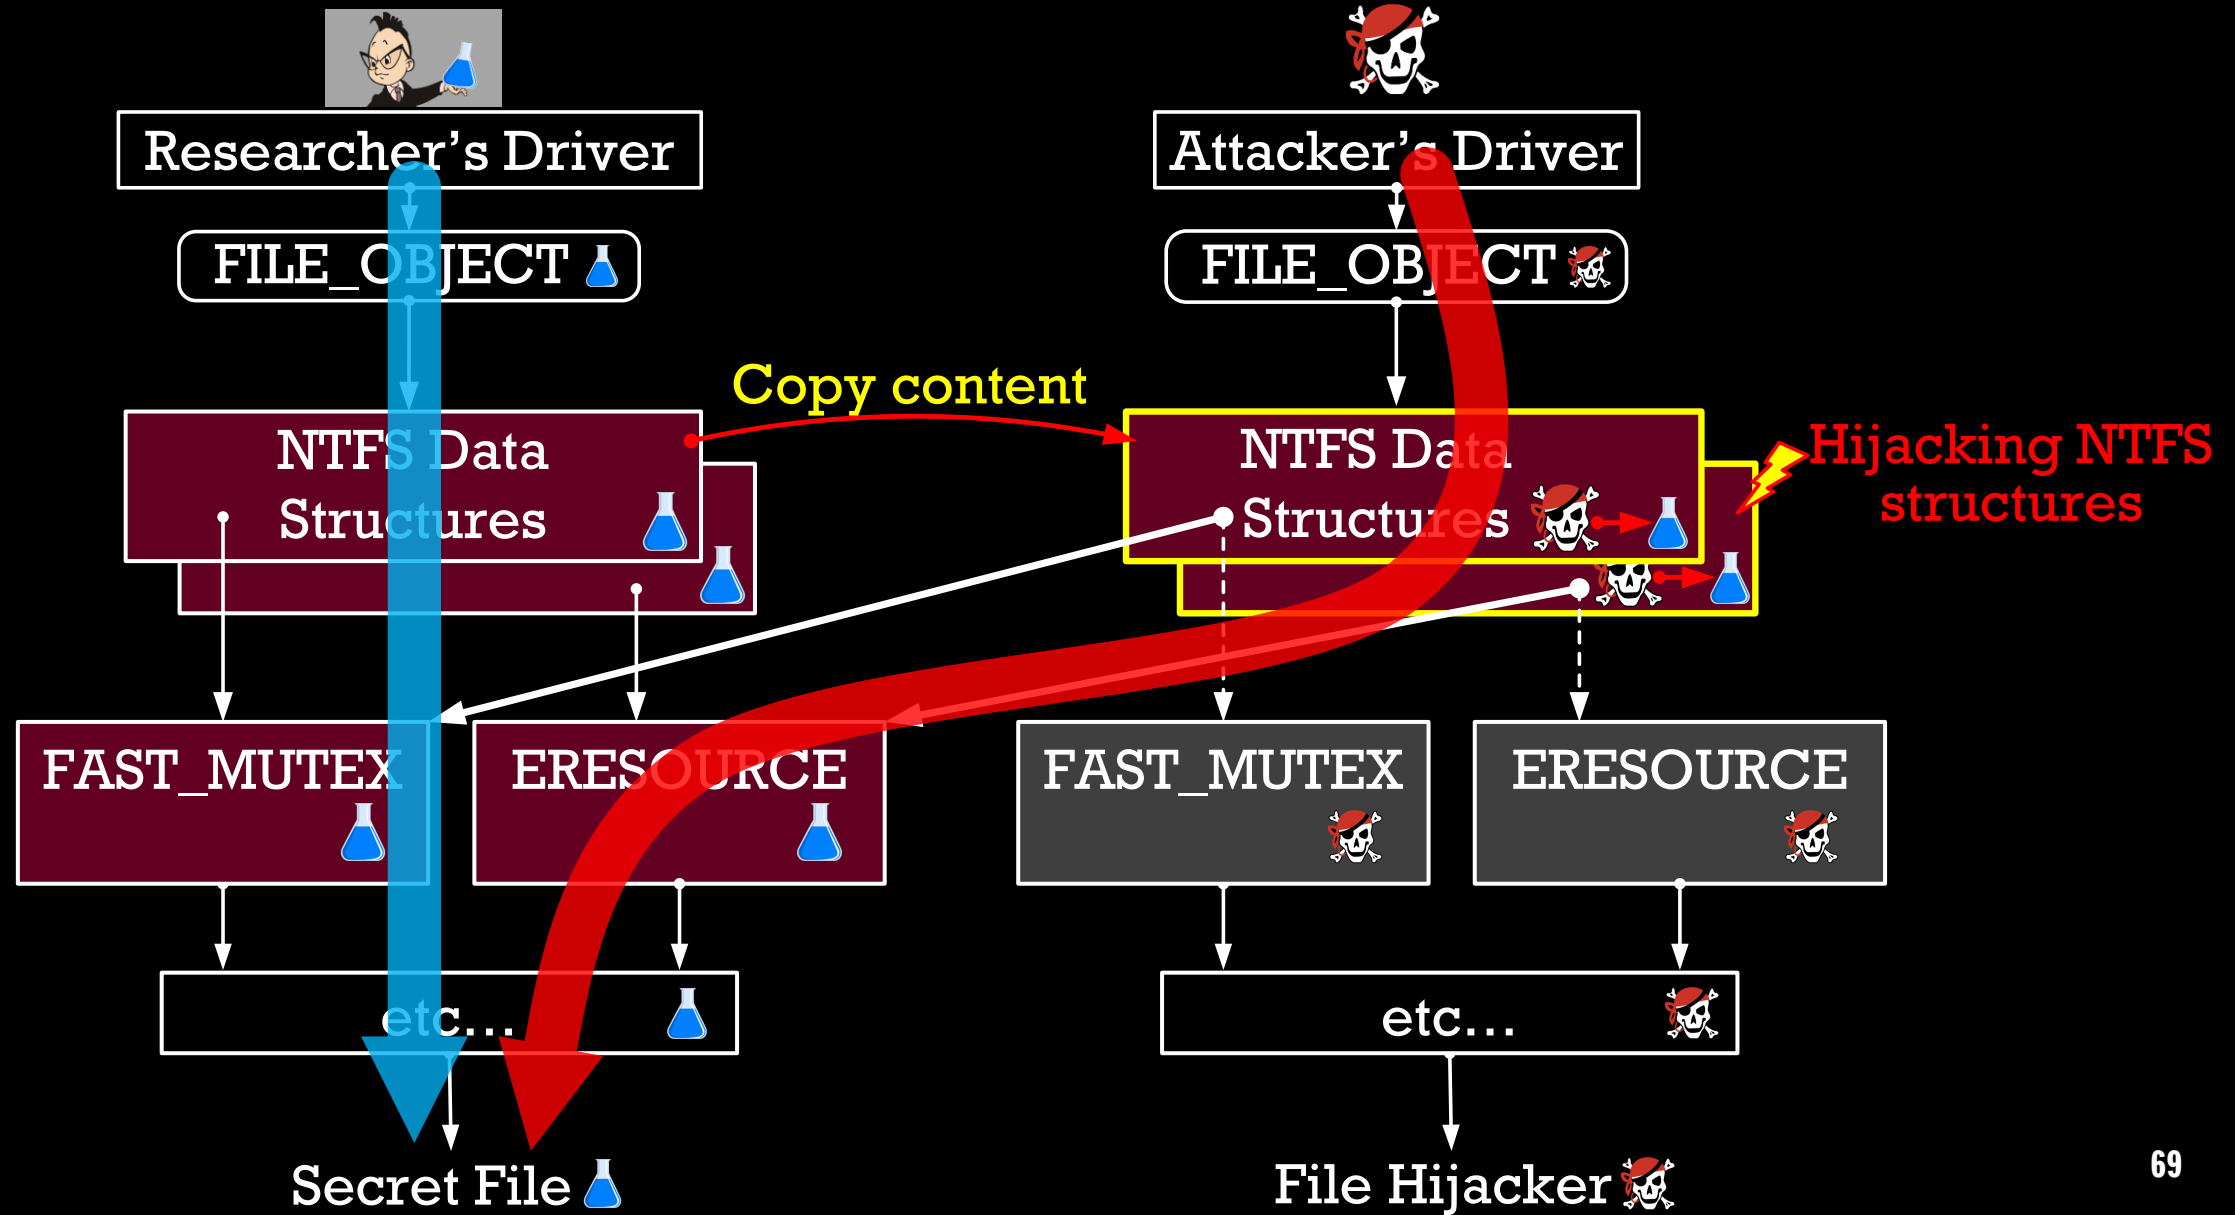 Researcher’s Driver
Attacker’s Driver
FILE_OBJECT
FILE_OBJECT
Copy content
NTFS Data
Structures
NTFS Data
Structures
Hijacking NTFS
structures
FAST_MUTEX
ERESOURCE
FAST_MUTEX
ERESOURCE
etc…
etc…
Secret File
File Hijacker
69